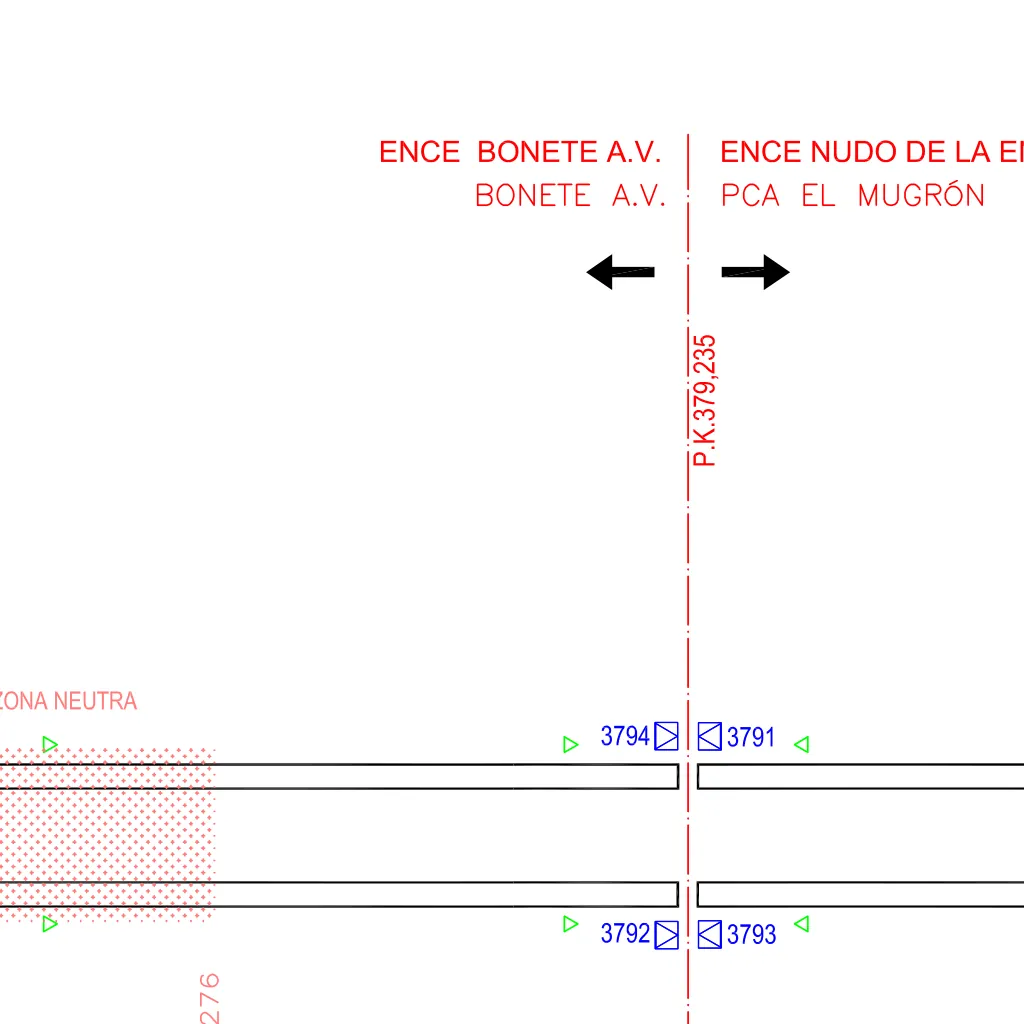 ENCE BONETE A.V.
BONETE A.V.
ENCE NUDO DE LA
PCA EL MUGRÓN
P.K.379,235
ZONA NEUTRA
3794
3791
3792
3793
276